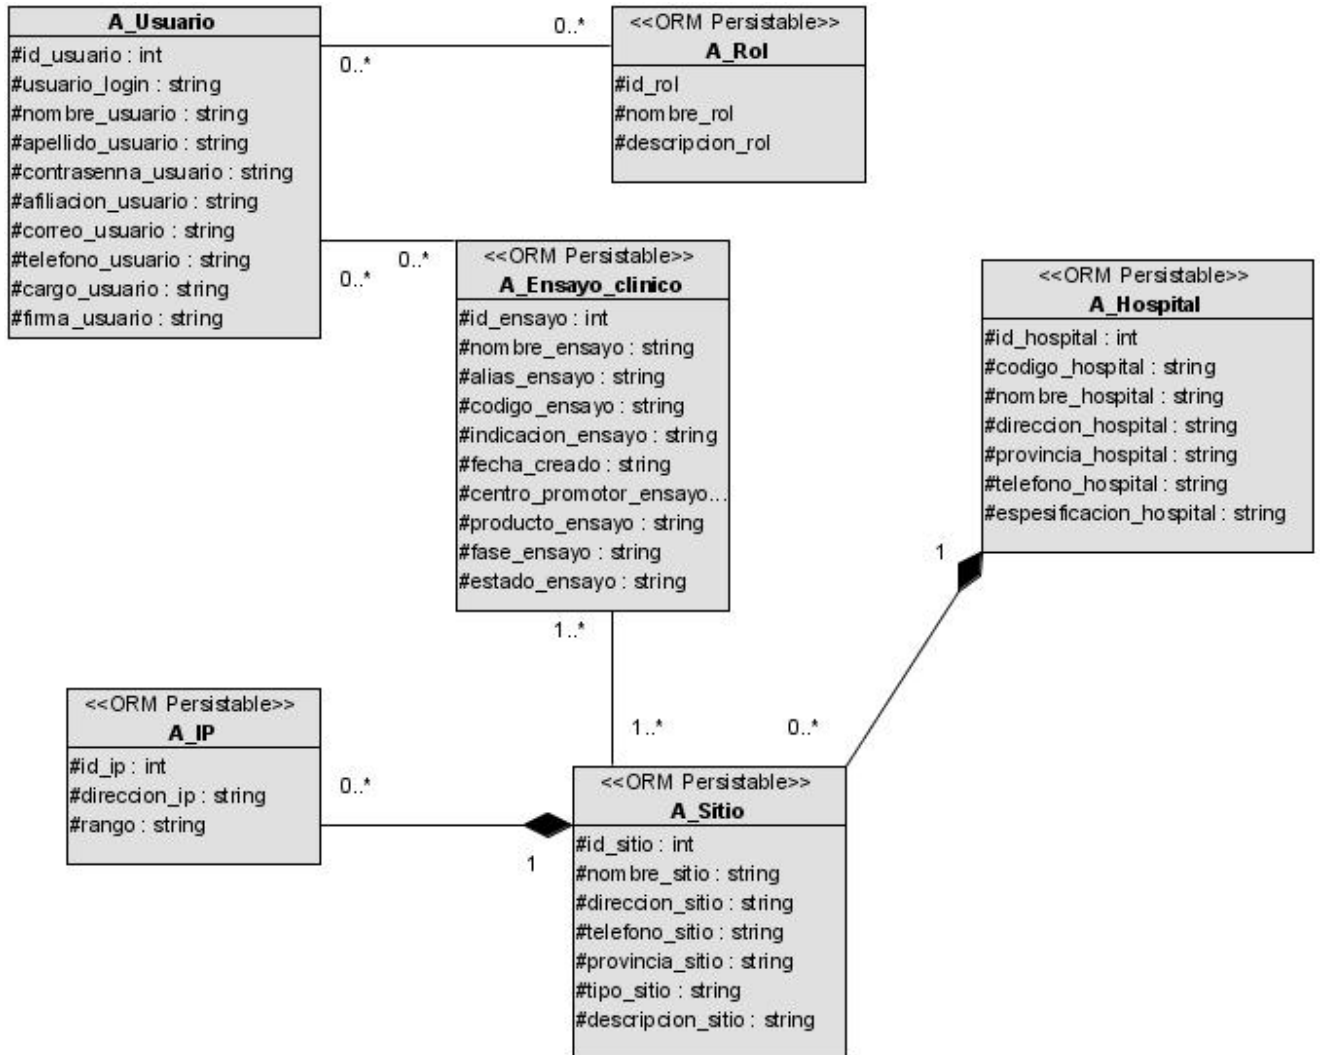 A_Usuario
#id_usuario : int
#usuario_login : string
#nombre_usuario : string
#apellido_usuario : string
#contrasenna_usuario : string
#afiliacion_usuario : string
#correo_usuario : string
#telefono_usuario : string
#cargo_usuario : string
#firma_usuario : string
0..*
0..*
<<ORM Persistable>>
A_Rol
#id_rol
#nombre_rol
#descripcion_rol
0..*
0..*
<<ORM Persistable>>
A_Ensayo_clinico
#id_ensayo : int
#nombre_ensayo : string
#alias_ensayo : string
#codigo_ensayo : string
#indicacion_ensayo : string
#fecha_creado : string
#centro_promotor_ensayo...
#producto_ensayo : string
#fase_ensayo : string
#estado_ensayo : string
<<ORM Persistable>>
A_Hospital
#id_hospital : int
#codigo_hospital : string
#nombre_hospital : string
#direccion_hospital : string
#provincia_hospital : string
#telefono_hospital : string
#espesificacion_hospital : string
1
1..*
1..*
0..*
<<ORM Persistable>>
A_IP
#id_ip : int
#direccion_ip : string
#rango : string
0..*
1
<<ORM Persistable>>
A_Sitio
#id_sitio : int
#nombre_sitio : string
#direccion_sitio : string
#telefono_sitio : string
#provincia_sitio : string
#tipo_sitio : string
#descripcion_sitio : string